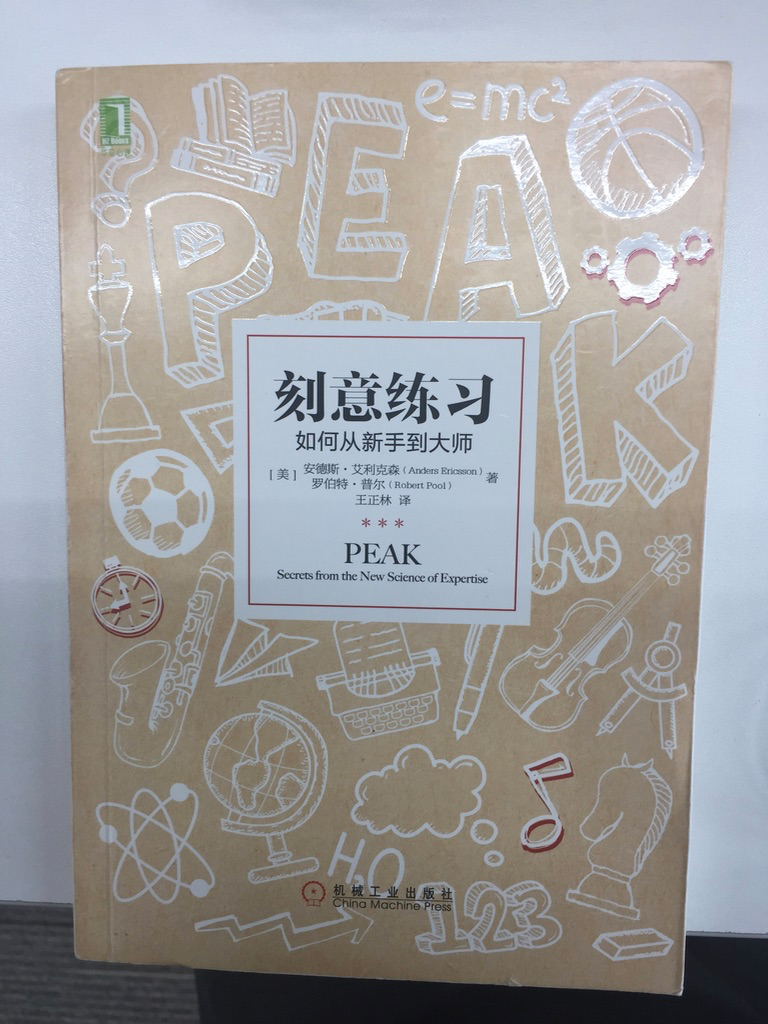 HZ Books
e=mc²
PEAK
刻意练习
如何从新手到大师
[美] 安德斯·艾利克森 (Anders Ericsson)
罗伯特·普尔 (Robert Pool) 著
王正林 译
***
PEAK
Secrets from the New Science of Expertise
H₂O
机械工业出版社
China Machine Press
123